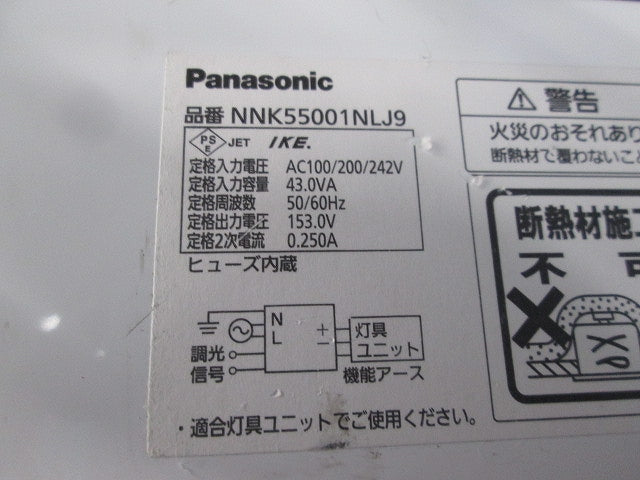 Panasonic
品番 NNK55001NLJ9
PS E JET IKE.
定格入力電圧 AC100/200/242V
定格入力容量 43.0VA
定格周波数 50/60Hz
定格出力電圧 153.0V
定格2次電流 0.250A
ヒューズ内蔵
N
L
+
−
灯具
ユニット
調光
信号
機能アース
・適合灯具ユニットでご使用ください。
警告
火災のおそれあり
断熱材で覆わないこと
断熱材施工
不可